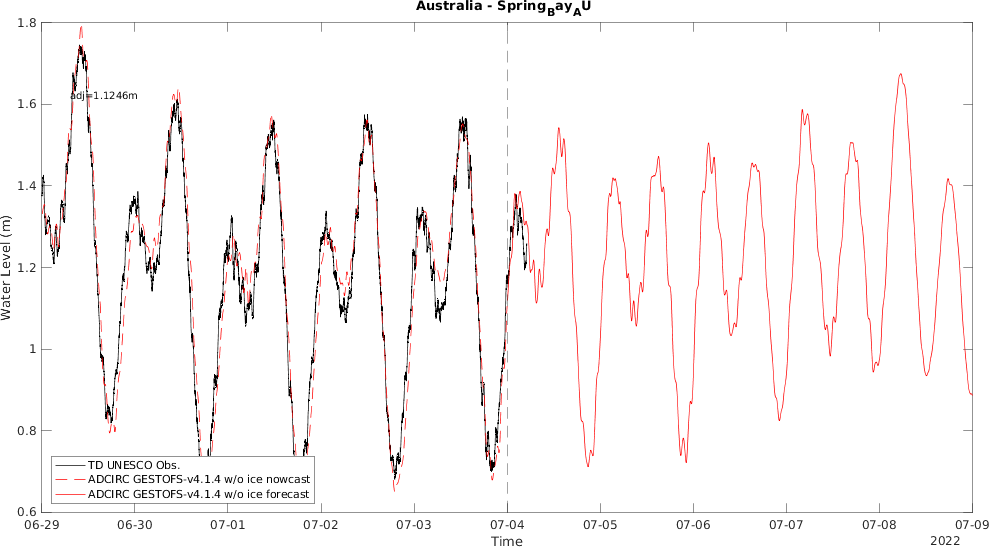 Australia - Spring_Bay_AU
1.8
1.6
1.4
1.2
1
0.8
0.6
Water Level (m)
adj=1.1246m
TD UNESCO Obs.
ADCIRC GESTOFS-v4.1.4 w/o ice nowcast
ADCIRC GESTOFS-v4.1.4 w/o ice forecast
06-29 06-30 07-01 07-02 07-03 07-04 07-05 07-06 07-07 07-08 07-09
Time
2022